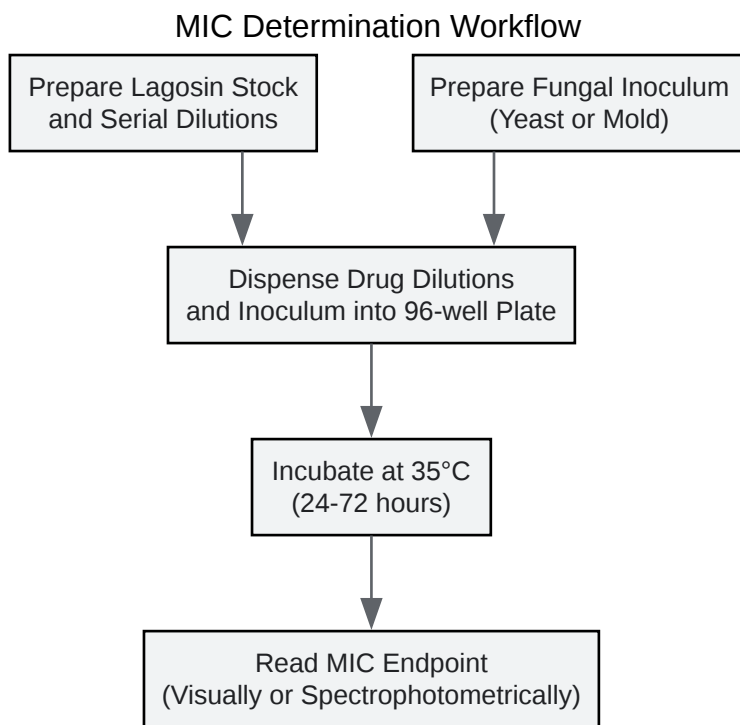 MIC Determination Workflow
Prepare Lagosin Stock
and Serial Dilutions
Prepare Fungal Inoculum
(Yeast or Mold)
Dispense Drug Dilutions
and Inoculum into 96-well Plate
Incubate at 35°C
(24-72 hours)
Read MIC Endpoint
(Visually or Spectrophotometrically)